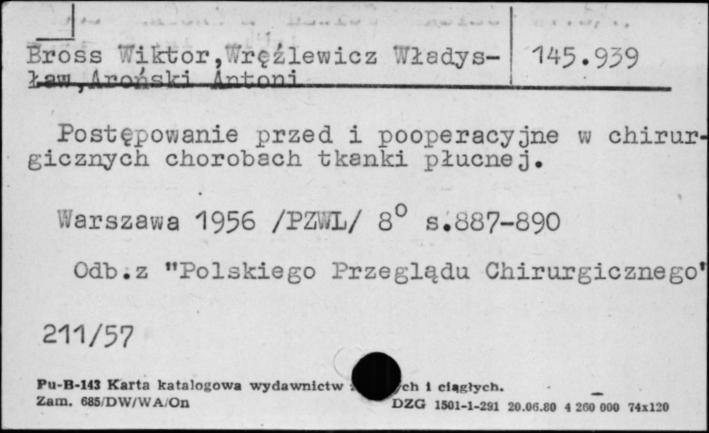 Bross Wiktor,Wręźlewicz Władys- 145.939
ław,Aroński Antoni
Postępowanie przed i pooperacyjne w chirur-
gicznych chorobach tkanki płucnej.
Warszawa 1956 /PZWL/ 8° s.887-890
Odb.z "Polskiego Przeglądu Chirurgicznego"
211/57
Pu-B-143 Karta katalogowa wydawnictw ch i ciągłych.
Zam. 685/DW/WA/On DZG 1501-1-291 20.06.80 4 260 000 74x120